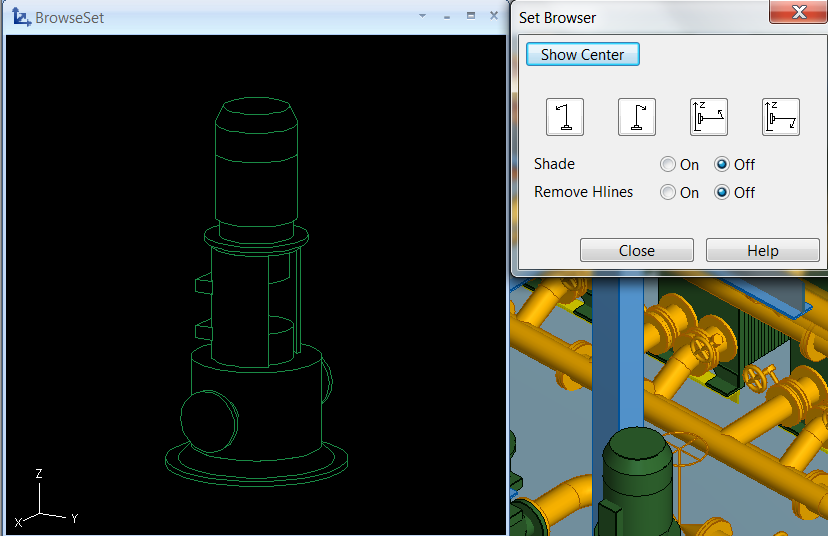 BrowseSet
Set Browser
Show Center
Z
Z
Shade On Off
Remove Hlines On Off
Close Help
Z
X Y